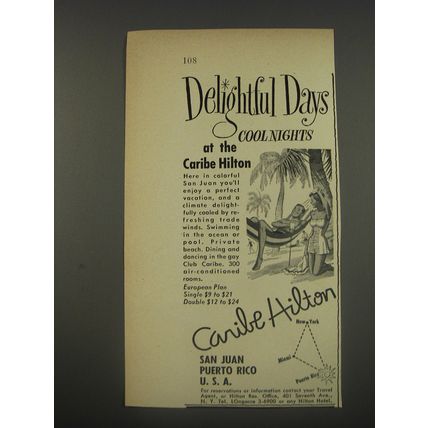 108
Delightful Days
COOL NIGHTS
at the
Caribe Hilton
Here in colorful
San Juan you'll
enjoy a perfect
vacation, and a
climate delight-
fully cooled by re-
freshing trade
winds. Swimming
in the ocean or
pool. Private
beach. Dining and
dancing in the gay
Club Caribe. 300
air-conditioned
rooms.
European Plan
Single $9 to $21
Double $12 to $24
Caribe Hilton
New York
Miami
Puerto Rico
SAN JUAN
PUERTO RICO
U. S. A.
For reservations or information contact your Travel
Agent, or Hilton Res. Office, 401 Seventh Ave.,
N. Y. Tel. LOngacre 3-6900 or any Hilton Hotel.